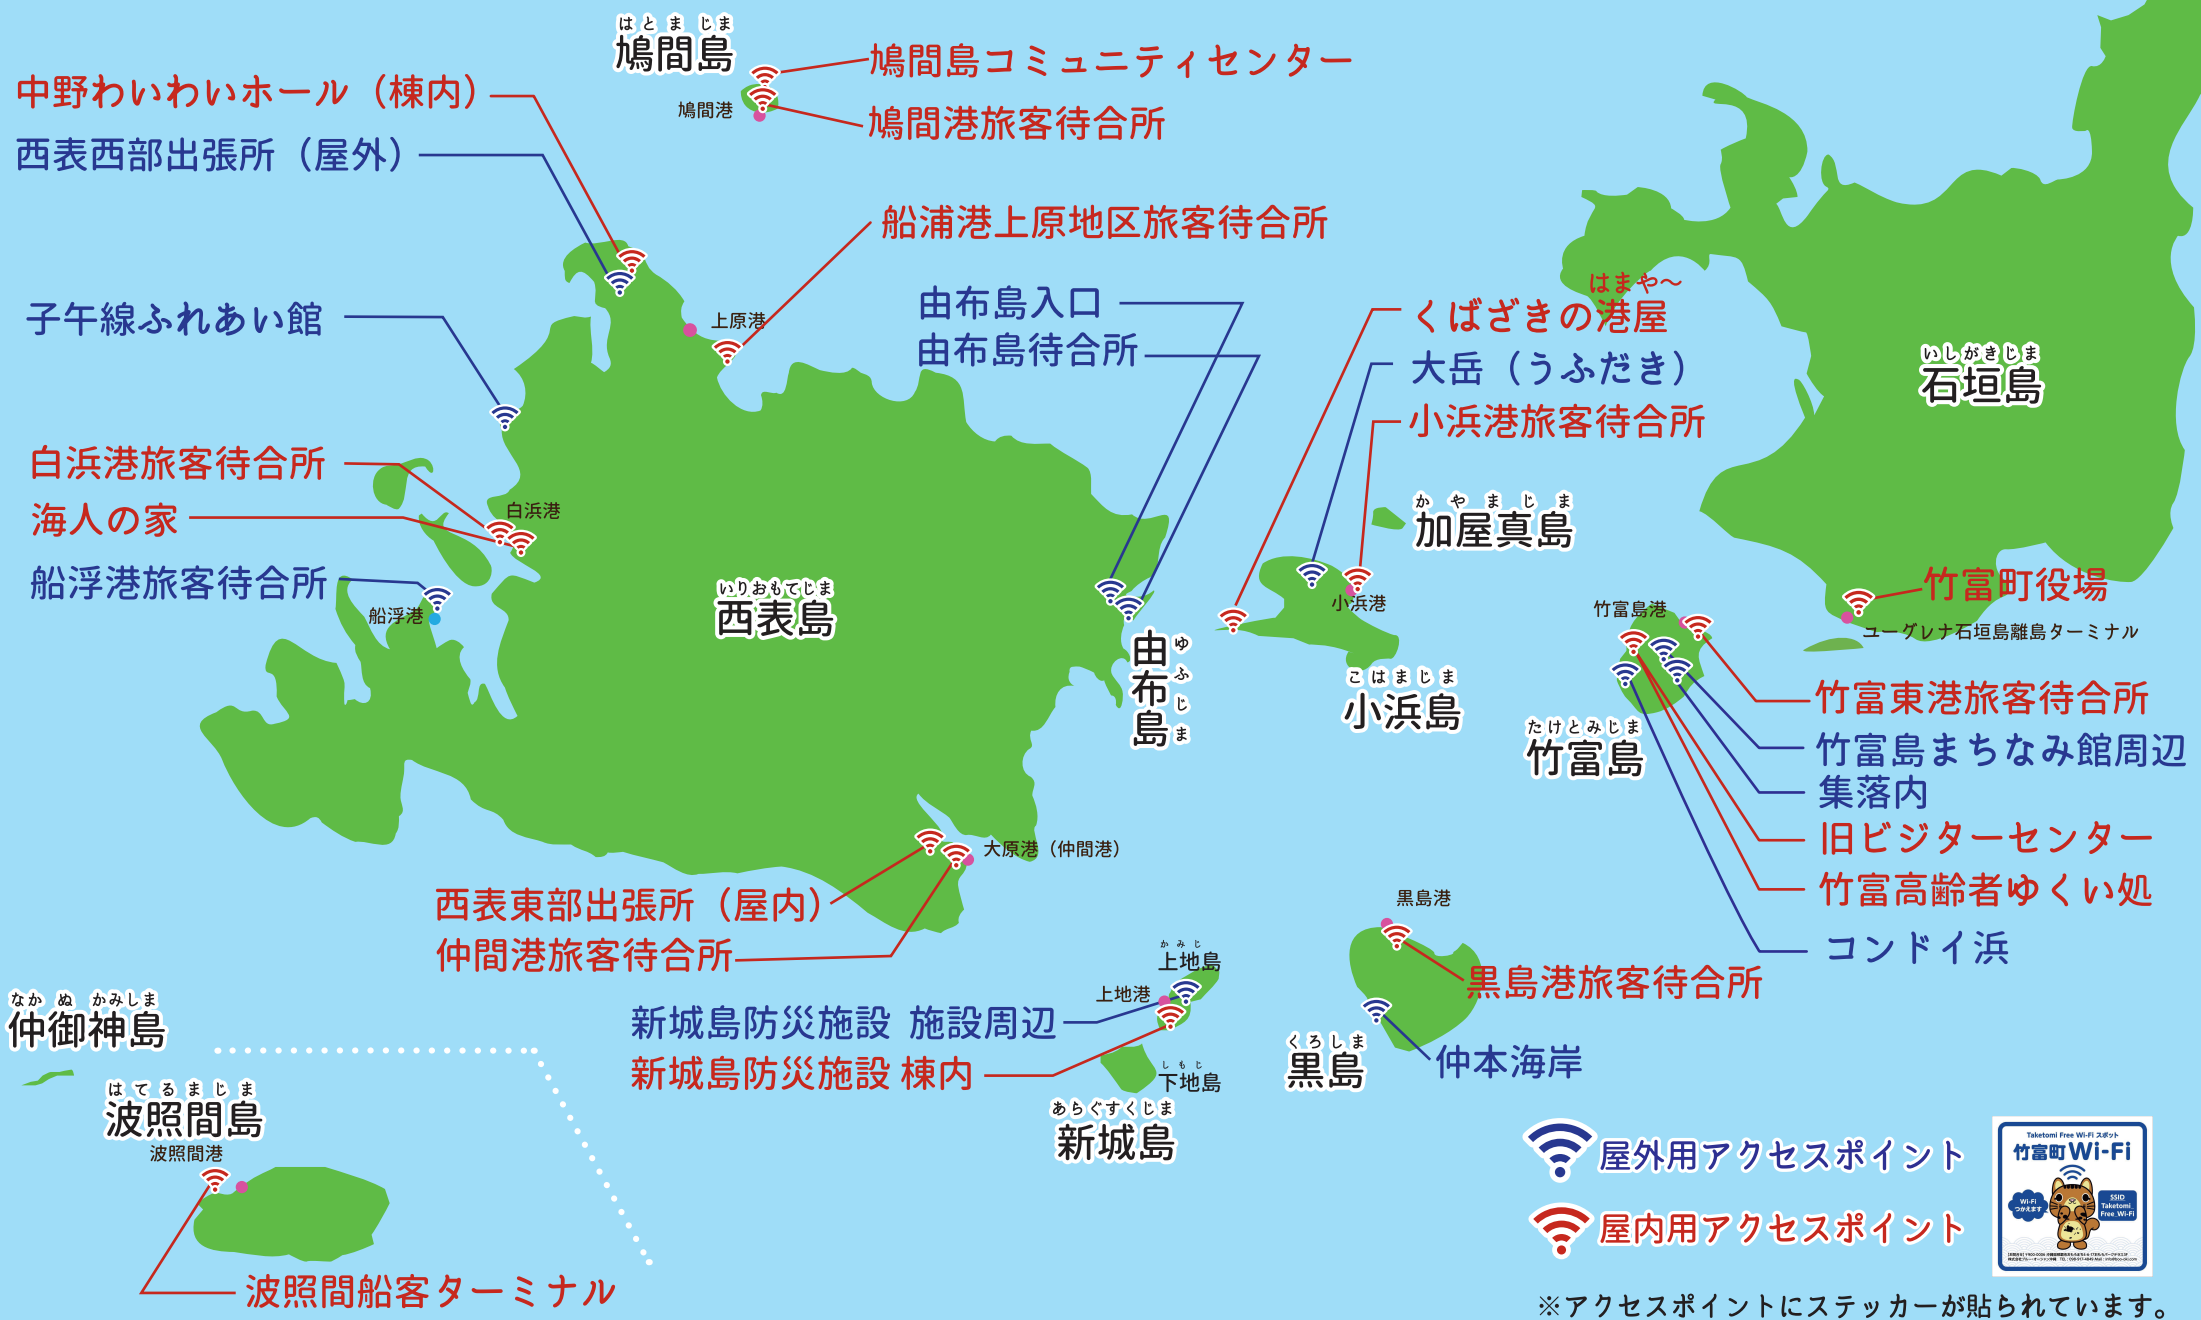 はとまじま
鳩間島
鳩間港
鳩間島コミュニティセンター
鳩間港旅客待合所
中野わいわいホール（棟内）
西表西部出張所（屋外）
船浦港上原地区旅客待合所
上原港
子午線ふれあい館
由布島入口
由布島待合所
はまや～
くばざきの港屋
大岳（うふだき）
小浜港旅客待合所
いしがきじま
石垣島
白浜港旅客待合所
白浜港
海人の家
船浮港旅客待合所
船浮港
いりおもてじま
西表島
かやまじま
加屋真島
小浜港
こはまじま
小浜島
ゆふじま
由布島
竹富町役場
ユーグレナ石垣島離島ターミナル
竹富島港
たけとみじま
竹富島
竹富東港旅客待合所
竹富島まちなみ館周辺
集落内
旧ビジターセンター
竹富高齢者ゆくい処
コンドイ浜
大原港（仲間港）
西表東部出張所（屋内）
仲間港旅客待合所
黒島港
黒島港旅客待合所
くろしま
黒島
仲本海岸
かみじ
上地島
上地港
新城島防災施設 施設周辺
新城島防災施設 棟内
しもじ
下地島
あらぐすくじま
新城島
なかぬかみしま
仲御神島
はてるまじま
波照間島
波照間港
波照間船客ターミナル
屋外用アクセスポイント
屋内用アクセスポイント
Taketomi Free Wi-Fi スポット
竹富町Wi-Fi
Wi-Fi
つかえます
SSID
Taketomi_
Free_Wi-Fi
※アクセスポイントにステッカーが貼られています。